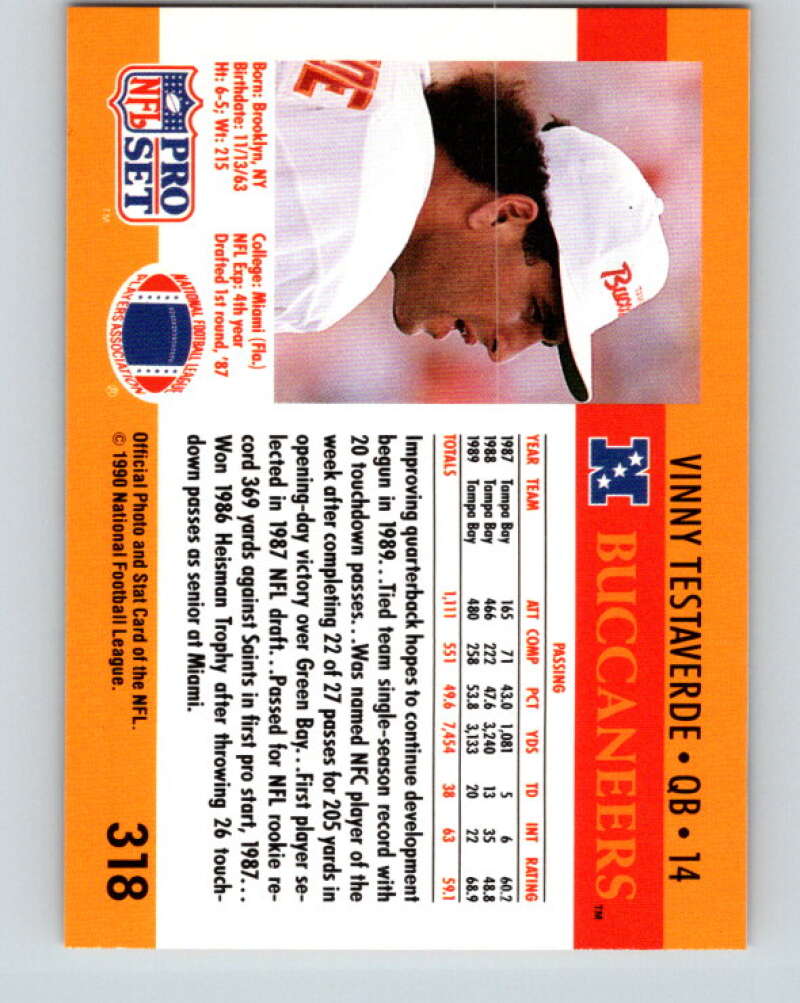 VINNY TESTAVERDE • QB • 14
N BUCCANEERS™
PASSING
YEAR TEAM ATT COMP PCT YDS TD INT RATING
1987 Tampa Bay 165 71 43.0 1,081 5 6 60.2
1988 Tampa Bay 466 222 47.6 3,240 13 35 48.8
1989 Tampa Bay 480 258 53.8 3,133 20 22 68.9
TOTALS 1,111 551 49.6 7,454 38 63 59.1
Improving quarterback hopes to continue development
begun in 1989...Tied team single-season record with
20 touchdown passes...Was named NFC player of the
week after completing 22 of 27 passes for 205 yards in
opening-day victory over Green Bay...First player se-
lected in 1987 NFL draft...Passed for NFL rookie re-
cord 369 yards against Saints in first pro start, 1987...
Won 1986 Heisman Trophy after throwing 26 touch-
down passes as senior at Miami.
Born: Brooklyn, NY
Birthdate: 11/13/63
Ht: 6-5; Wt: 215
College: Miami (Fla.)
NFL Exp: 4th year
Drafted 1st round, '87
NFL PRO SET ™
NATIONAL FOOTBALL LEAGUE
PLAYERS ASSOCIATION ®
Official Photo and Stat Card of the NFL.
© 1990 National Football League.
318